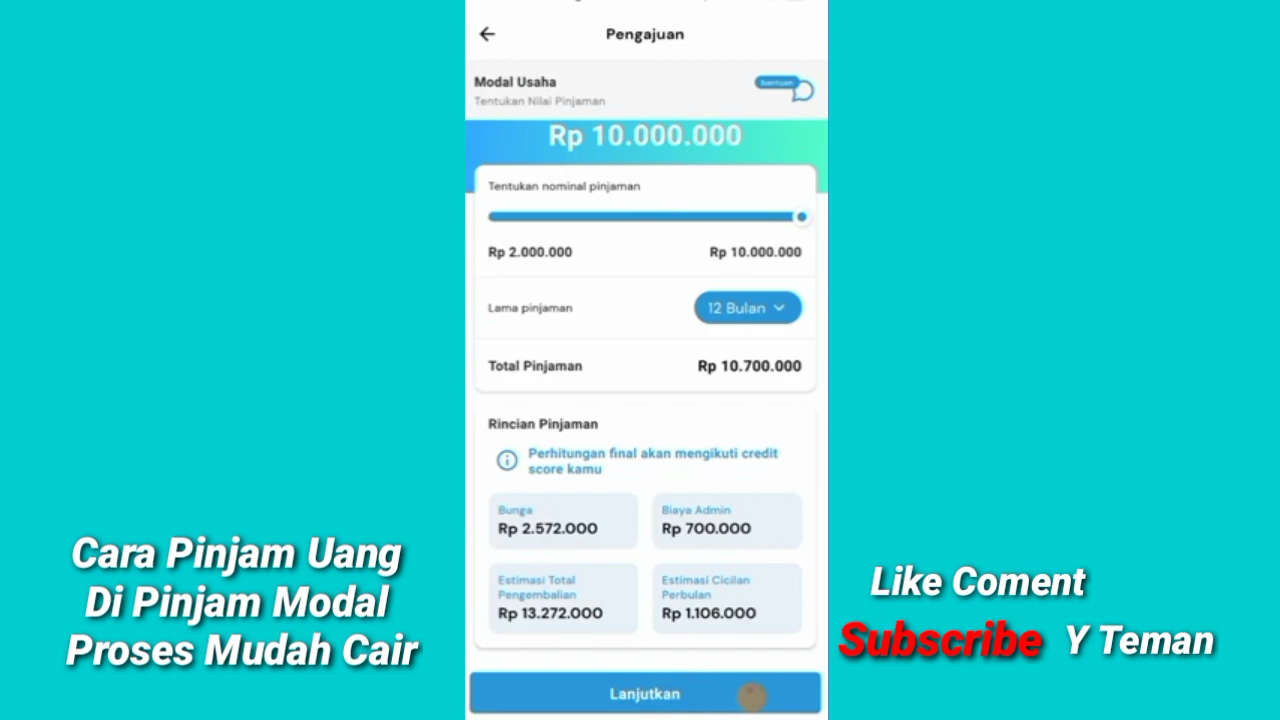 Pengajuan
Modal Usaha
Tentukan Nilai Pinjaman
bantuan
Rp 10.000.000
Tentukan nominal pinjaman
Rp 2.000.000
Rp 10.000.000
Lama pinjaman
12 Bulan
Total Pinjaman
Rp 10.700.000
Rincian Pinjaman
Perhitungan final akan mengikuti credit
score kamu
Bunga
Rp 2.572.000
Biaya Admin
Rp 700.000
Estimasi Total
Pengembalian
Rp 13.272.000
Estimasi Cicilan
Perbulan
Rp 1.106.000
Lanjutkan
Cara Pinjam Uang
Di Pinjam Modal
Proses Mudah Cair
Like Coment
Subscribe Y Teman